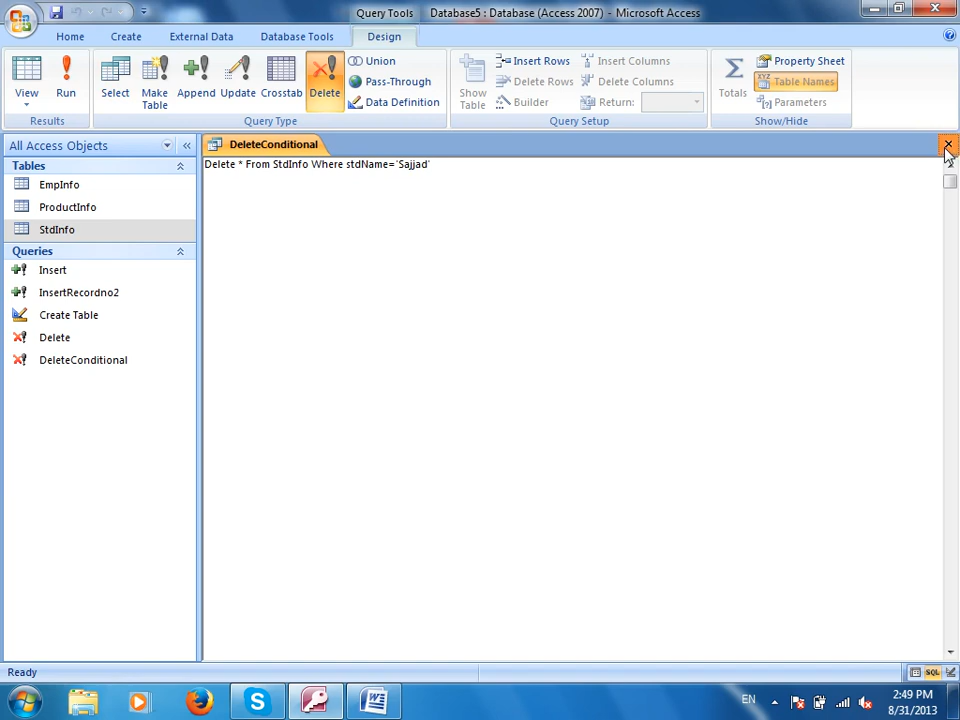 Query Tools Database5 : Database (Access 2007) - Microsoft Access
Home Create External Data Database Tools Design
View
Run
Results
Select
Make Table
Append
Update
Crosstab
Delete
Union
Pass-Through
Data Definition
Query Type
Show Table
Insert Rows
Delete Rows
Builder
Insert Columns
Delete Columns
Return:
Query Setup
Totals
Property Sheet
Table Names
Parameters
Show/Hide
All Access Objects
Tables
EmpInfo
ProductInfo
StdInfo
Queries
Insert
InsertRecordno2
Create Table
Delete
DeleteConditional
DeleteConditional
Delete * From StdInfo Where stdName='Sajjad'
Ready
SQL
EN
2:49 PM
8/31/2013